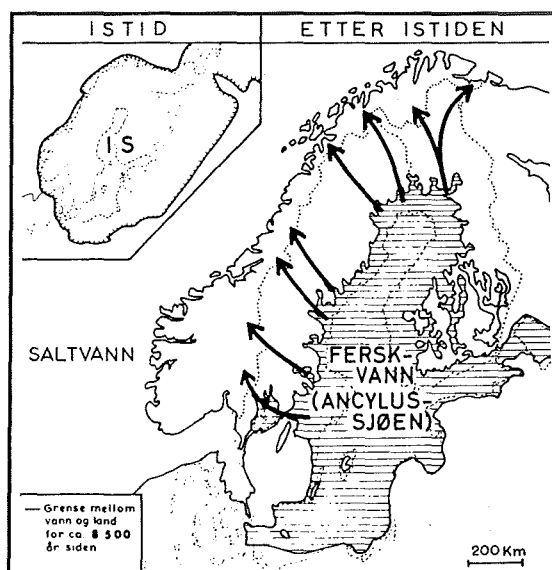 ISTID
ETTER ISTIDEN
IS
SALTVANN
FERSK-
VANN
(ANCYLUS-
SJØEN)
— Grense mellom
vann og land
for ca. 8 500
år siden
200 Km